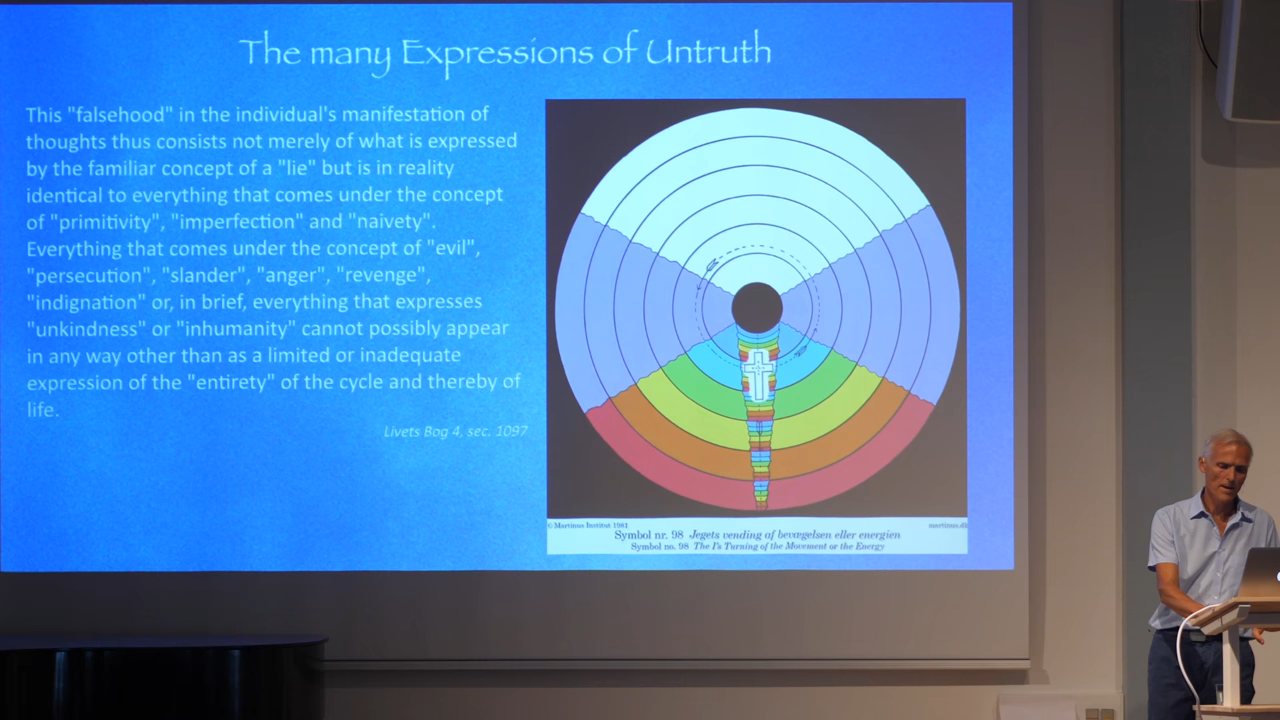 The many Expressions of Untruth
This "falsehood" in the individual's manifestation of
thoughts thus consists not merely of what is expressed
by the familiar concept of a "lie" but is in reality
identical to everything that comes under the concept
of "primitivity", "imperfection" and "naivety".
Everything that comes under the concept of "evil",
"persecution", "slander", "anger", "revenge",
"indignation" or, in brief, everything that expresses
"unkindness" or "inhumanity" cannot possibly appear
in any way other than as a limited or inadequate
expression of the "entirety" of the cycle and thereby of
life.
Livets Bog 4, sec. 1097
© Martinus Institut 1981
martinus.dk
Symbol nr. 98 Jegets vending af bevægelsen eller energien
Symbol no. 98 The I's Turning of the Movement or the Energy